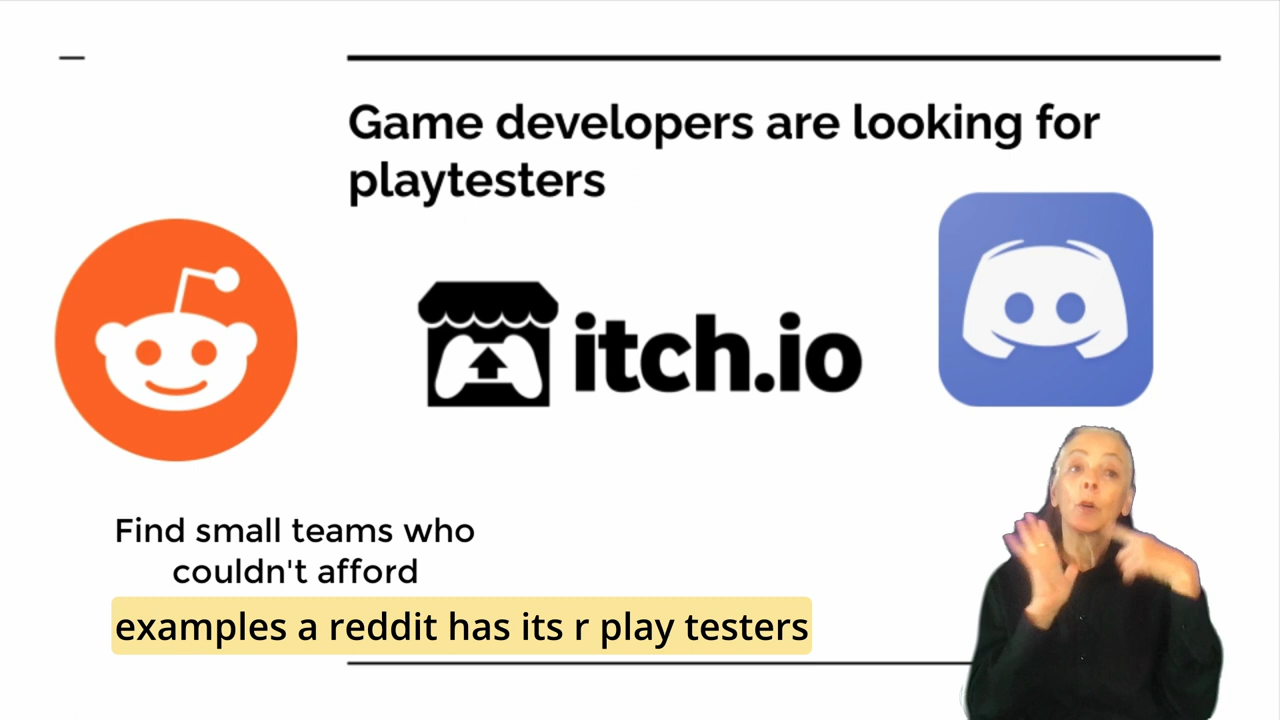 Game developers are looking for
playtesters
itch.io
Find small teams who
couldn't afford
examples a reddit has its r play testers